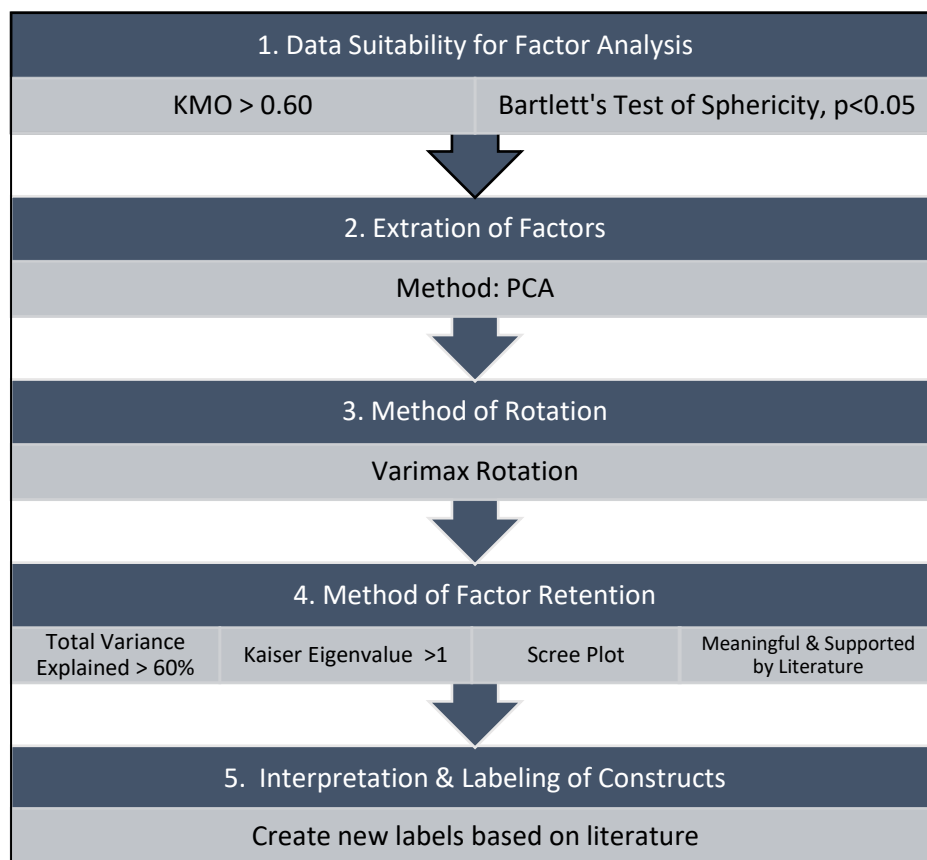 1. Data Suitability for Factor Analysis
KMO > 0.60
Bartlett's Test of Sphericity, p<0.05
2. Extration of Factors
Method: PCA
3. Method of Rotation
Varimax Rotation
4. Method of Factor Retention
Total Variance
Explained > 60%
Kaiser Eigenvalue >1
Scree Plot
Meaningful & Supported
by Literature
5. Interpretation & Labeling of Constructs
Create new labels based on literature